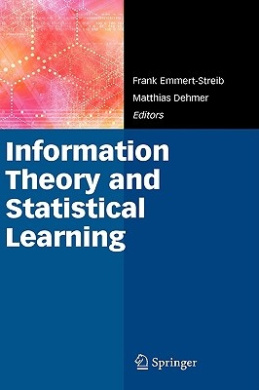 Frank Emmert-Streib
Matthias Dehmer
Editors
Information
Theory and
Statistical
Learning
Springer